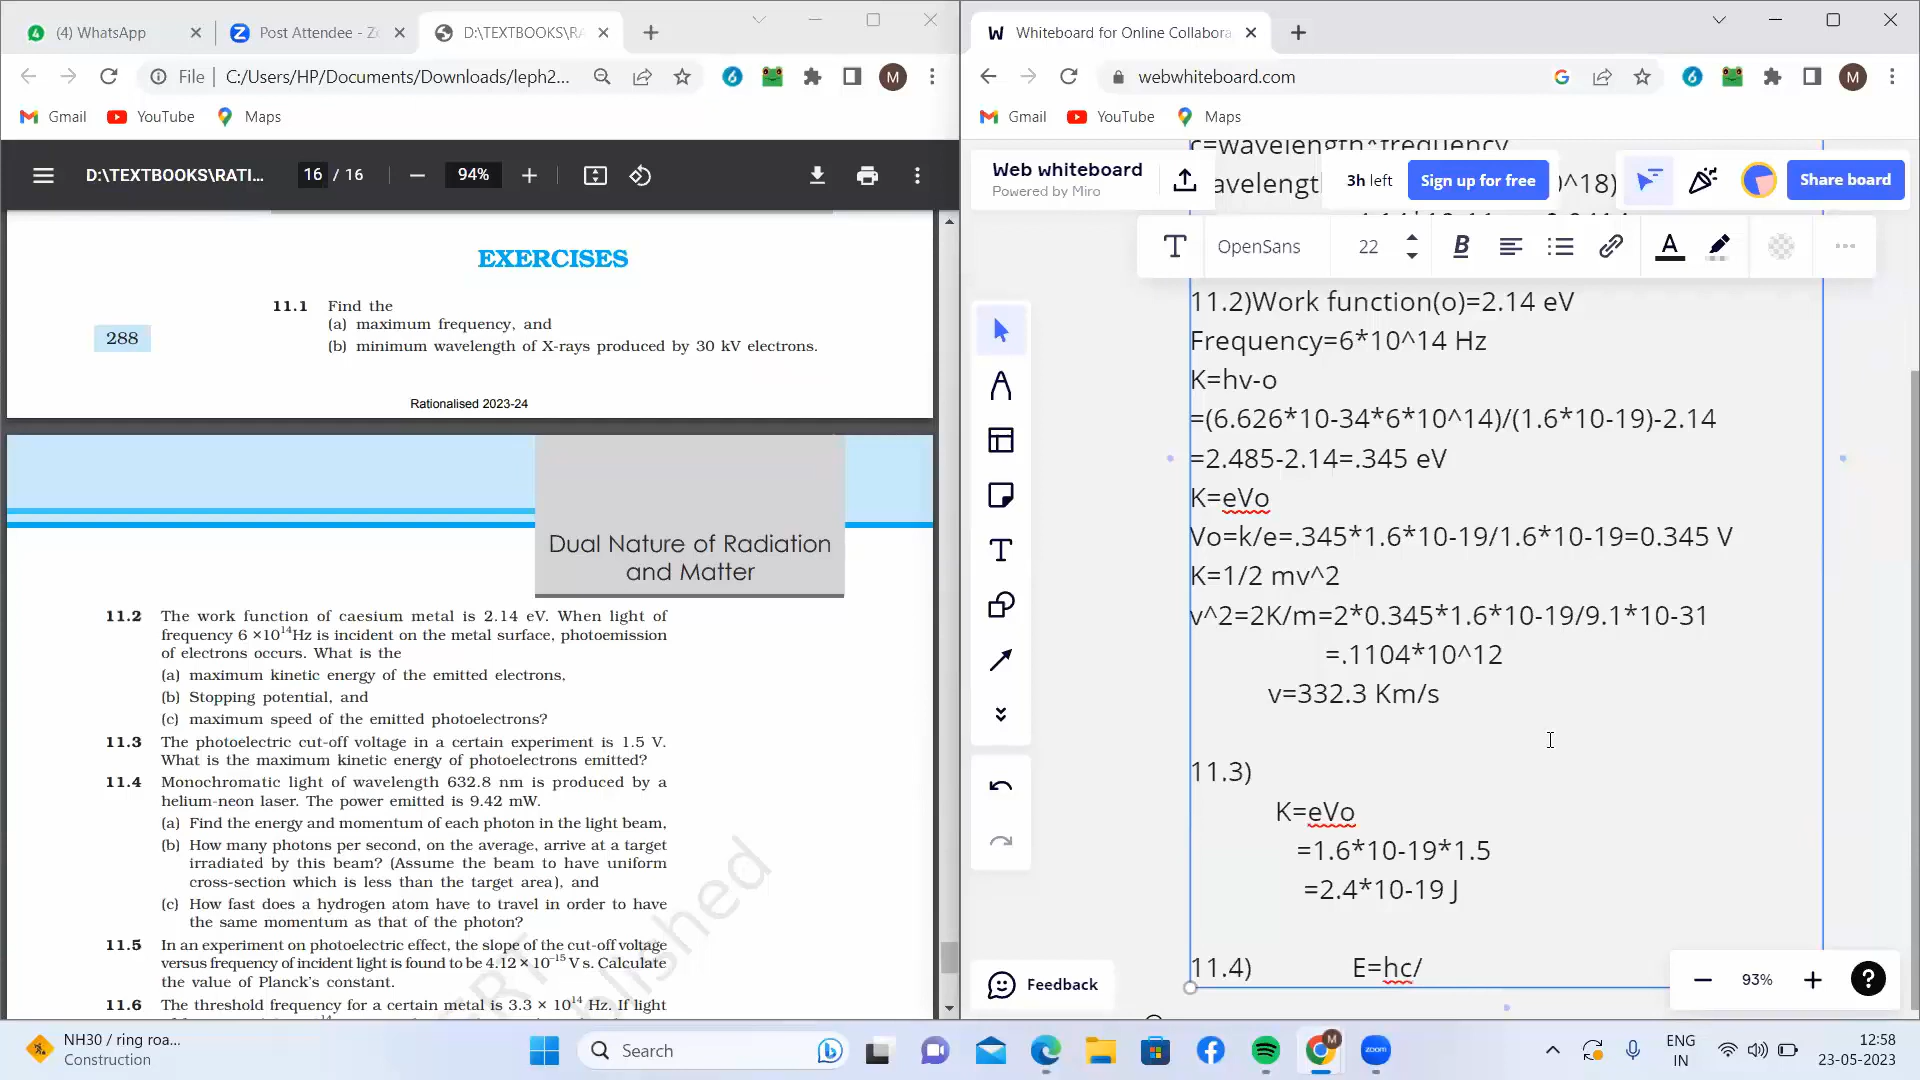 (4) WhatsApp
Post Attendee - Z
D:\TEXTBOOKS\RA
File
C:/Users/HP/Documents/Downloads/leph2...
M
Gmail
YouTube
Maps
D:\TEXTBOOKS\RATI...
16 / 16
94%
EXERCISES
11.1 Find the
(a) maximum frequency, and
(b) minimum wavelength of X-rays produced by 30 kV electrons.
288
Rationalised 2023-24
Dual Nature of Radiation
and Matter
11.2 The work function of caesium metal is 2.14 eV. When light of
frequency 6 ×10¹⁴Hz is incident on the metal surface, photoemission
of electrons occurs. What is the
(a) maximum kinetic energy of the emitted electrons,
(b) Stopping potential, and
(c) maximum speed of the emitted photoelectrons?
11.3 The photoelectric cut-off voltage in a certain experiment is 1.5 V.
What is the maximum kinetic energy of photoelectrons emitted?
11.4 Monochromatic light of wavelength 632.8 nm is produced by a
helium-neon laser. The power emitted is 9.42 mW.
(a) Find the energy and momentum of each photon in the light beam,
(b) How many photons per second, on the average, arrive at a target
irradiated by this beam? (Assume the beam to have uniform
cross-section which is less than the target area), and
(c) How fast does a hydrogen atom have to travel in order to have
the same momentum as that of the photon?
11.5 In an experiment on photoelectric effect, the slope of the cut-off voltage
versus frequency of incident light is found to be 4.12 × 10⁻¹⁵ V s. Calculate
the value of Planck's constant.
11.6 The threshold frequency for a certain metal is 3.3 × 10¹⁴ Hz. If light
Whiteboard for Online Collabora
webwhiteboard.com
M
Gmail
YouTube
Maps
c=wavelength^frequency
Web whiteboard
Powered by Miro
3h left
Sign up for free
Share board
^18)
OpenSans
22
B
A
11.2)Work function(o)=2.14 eV
Frequency=6*10^14 Hz
K=hv-o
=(6.626*10-34*6*10^14)/(1.6*10-19)-2.14
=2.485-2.14=.345 eV
K=eVo
Vo=k/e=.345*1.6*10-19/1.6*10-19=0.345 V
K=1/2 mv^2
v^2=2K/m=2*0.345*1.6*10-19/9.1*10-31
=.1104*10^12
v=332.3 Km/s
11.3)
K=eVo
=1.6*10-19*1.5
=2.4*10-19 J
11.4) E=hc/
Feedback
93%
NH30 / ring roa...
Construction
Search
zoom
ENG
IN
12:58
23-05-2023